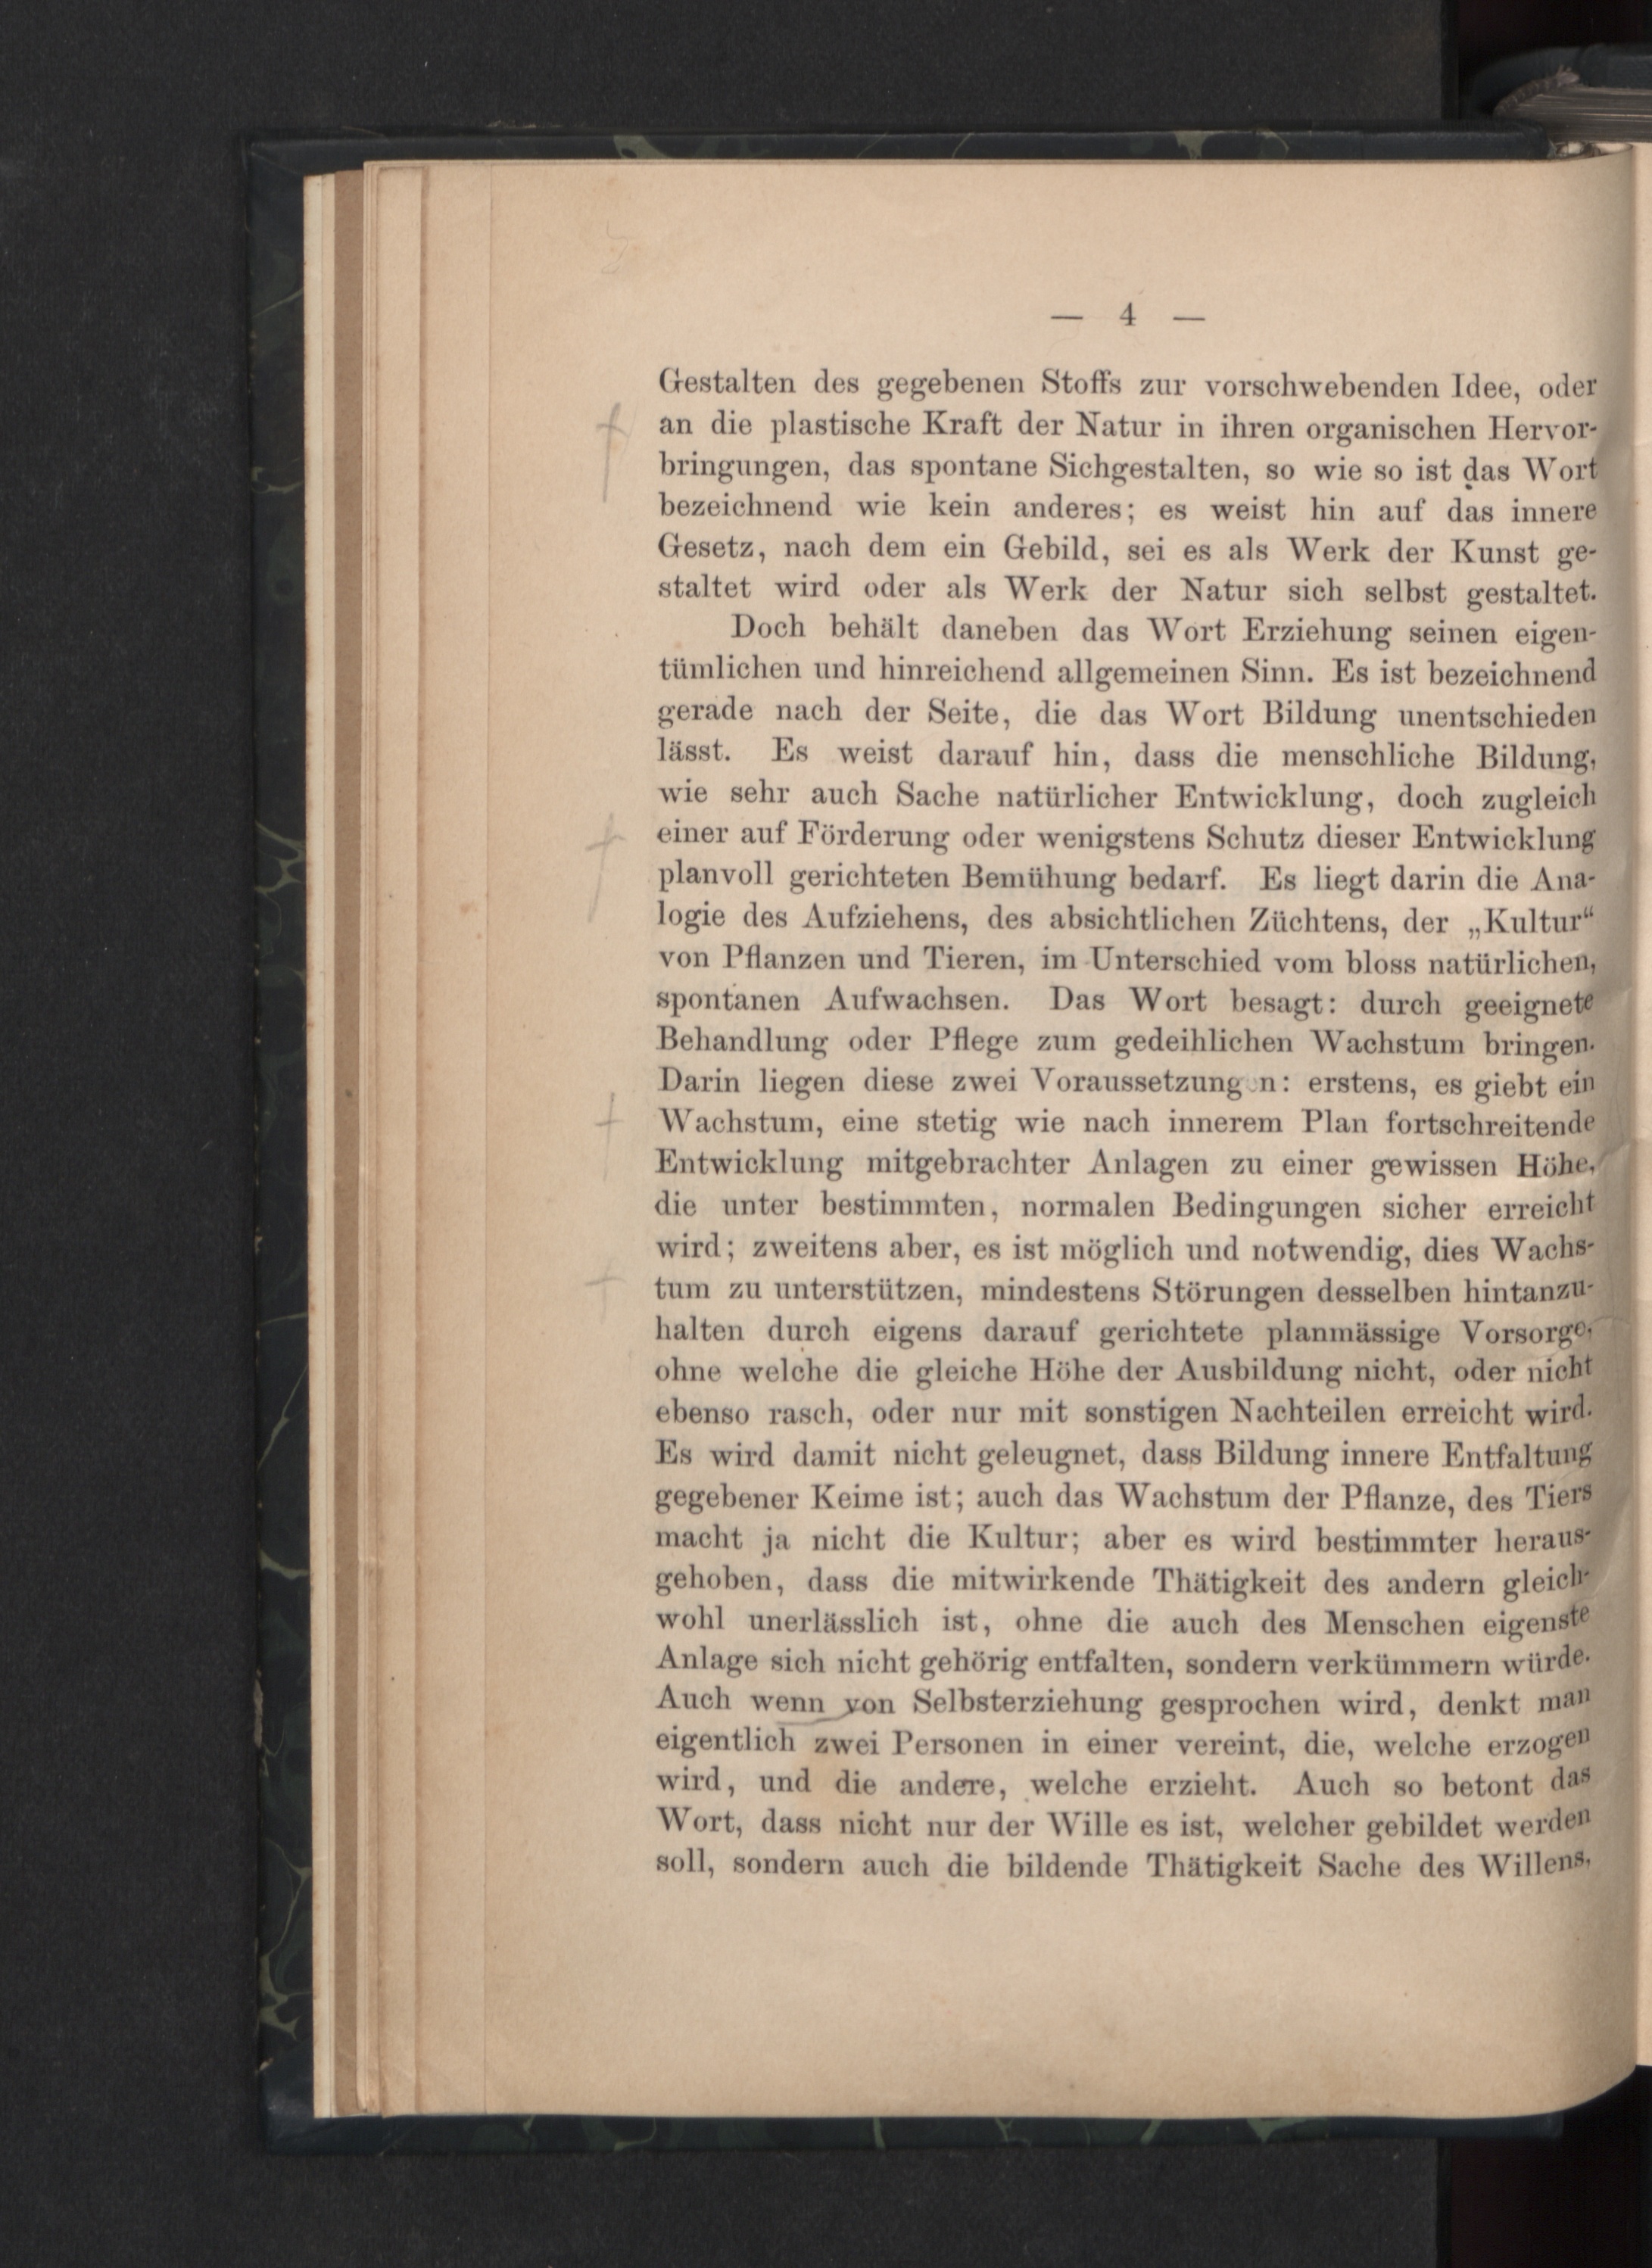 — 4 —
Gestalten des gegebenen Stoffs zur vorschwebenden Idee, oder
an die plastische Kraft der Natur in ihren organischen Hervor-
bringungen, das spontane Sichgestalten, so wie so ist das Wort
bezeichnend wie kein anderes; es weist hin auf das innere
Gesetz, nach dem ein Gebild, sei es als Werk der Kunst ge-
staltet wird oder als Werk der Natur sich selbst gestaltet.
Doch behält daneben das Wort Erziehung seinen eigen-
tümlichen und hinreichend allgemeinen Sinn. Es ist bezeichnend
gerade nach der Seite, die das Wort Bildung unentschieden
lässt. Es weist darauf hin, dass die menschliche Bildung,
wie sehr auch Sache natürlicher Entwicklung, doch zugleich
einer auf Förderung oder wenigstens Schutz dieser Entwicklung
planvoll gerichteten Bemühung bedarf. Es liegt darin die Ana-
logie des Aufziehens, des absichtlichen Züchtens, der „Kultur“
von Pflanzen und Tieren, im Unterschied vom bloss natürlichen,
spontanen Aufwachsen. Das Wort besagt: durch geeignete
Behandlung oder Pflege zum gedeihlichen Wachstum bringen.
Darin liegen diese zwei Voraussetzungen: erstens, es giebt ein
Wachstum, eine stetig wie nach innerem Plan fortschreitende
Entwicklung mitgebrachter Anlagen zu einer gewissen Höhe,
die unter bestimmten, normalen Bedingungen sicher erreicht
wird; zweitens aber, es ist möglich und notwendig, dies Wachs-
tum zu unterstützen, mindestens Störungen desselben hintanzu-
halten durch eigens darauf gerichtete planmässige Vorsorge,
ohne welche die gleiche Höhe der Ausbildung nicht, oder nicht
ebenso rasch, oder nur mit sonstigen Nachteilen erreicht wird.
Es wird damit nicht geleugnet, dass Bildung innere Entfaltung
gegebener Keime ist; auch das Wachstum der Pflanze, des Tiers
macht ja nicht die Kultur; aber es wird bestimmter heraus-
gehoben, dass die mitwirkende Thätigkeit des andern gleich-
wohl unerlässlich ist, ohne die auch des Menschen eigenste
Anlage sich nicht gehörig entfalten, sondern verkümmern würde.
Auch wenn von Selbsterziehung gesprochen wird, denkt man
eigentlich zwei Personen in einer vereint, die, welche erzogen
wird, und die andere, welche erzieht. Auch so betont das
Wort, dass nicht nur der Wille es ist, welcher gebildet werden
soll, sondern auch die bildende Thätigkeit Sache des Willens,